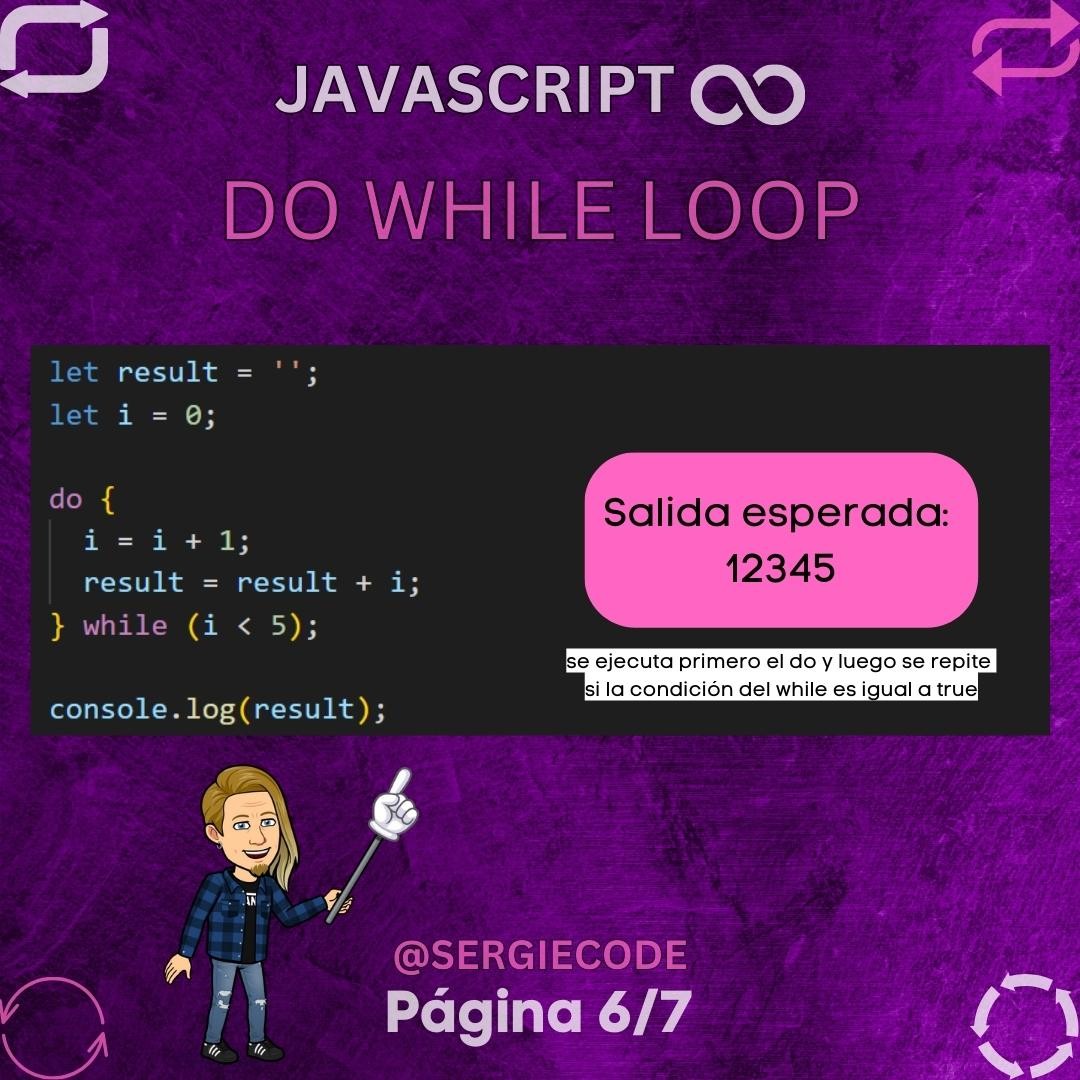 JAVASCRIPT
DO WHILE LOOP
let result = '';
let i = 0;
do {
  i = i + 1;
  result = result + i;
} while (i < 5);
console.log(result);
Salida esperada:
12345
se ejecuta primero el do y luego se repite
si la condición del while es igual a true
@SERGIECODE
Página 6/7